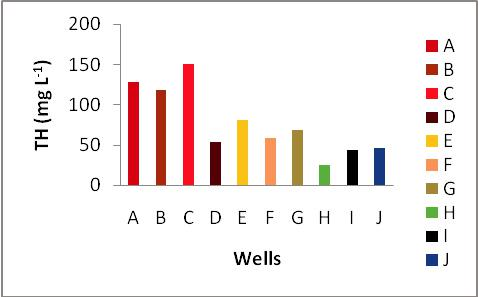 200
150
100
50
0
TH (mg L-1)
A B C D E F G H I J
Wells
A
B
C
D
E
F
G
H
I
J